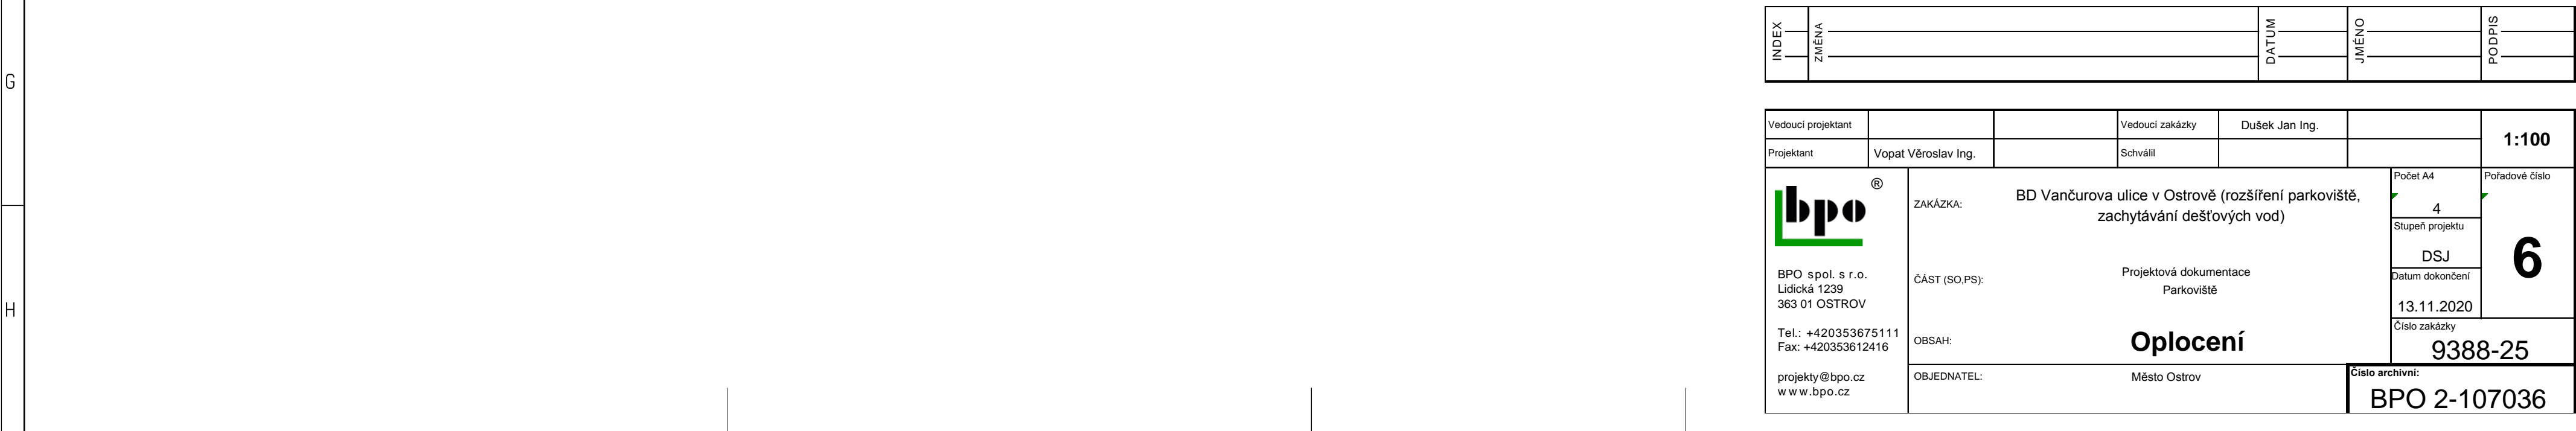 G
H
INDEX
ZMĚNA
DATUM
JMÉNO
PODPIS
Vedoucí projektant
Vedoucí zakázky
Dušek Jan Ing.
1:100
Projektant
Vopat Věroslav Ing.
Schválil
bpo ®
BPO spol. s r.o.
Lidická 1239
363 01 OSTROV
Tel.: +420353675111
Fax: +420353612416
projekty@bpo.cz
www.bpo.cz
ZAKÁZKA:
BD Vančurova ulice v Ostrově (rozšíření parkoviště,
zachytávání dešťových vod)
ČÁST (SO,PS):
Projektová dokumentace
Parkoviště
OBSAH:
Oplocení
OBJEDNATEL:
Město Ostrov
Počet A4
4
Stupeň projektu
DSJ
Datum dokončení
13.11.2020
Pořadové číslo
6
Číslo zakázky
9388-25
Číslo archivní:
BPO 2-107036